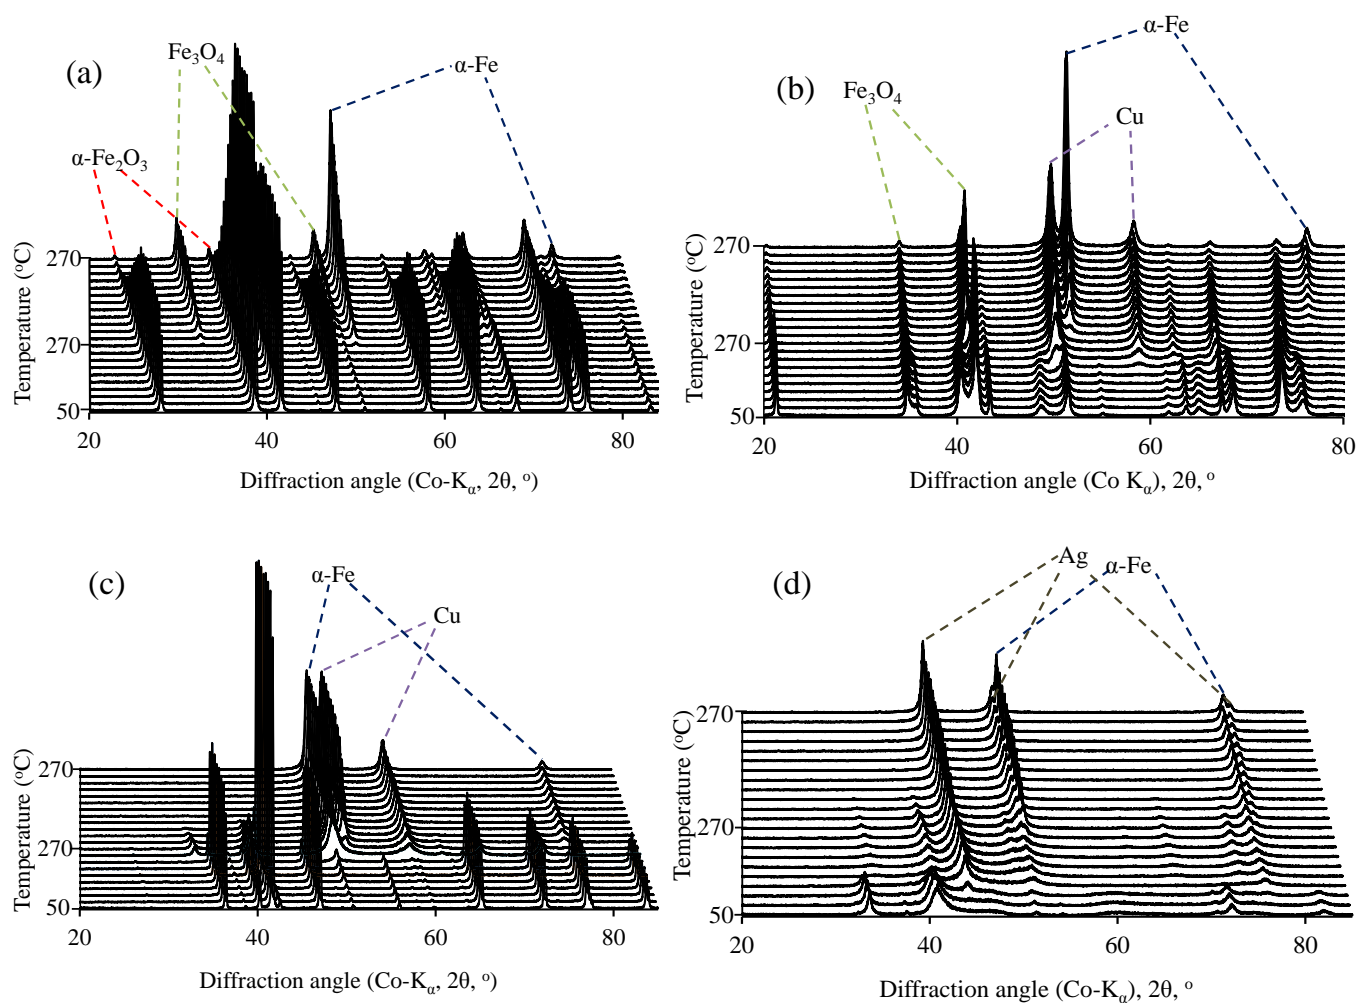 (a)
Fe₃O₄
α-Fe
α-Fe₂O₃
Temperature (°C)
270
270
50
20
40
60
80
Diffraction angle (Co-Kα, 2θ, °)
(b)
α-Fe
Fe₃O₄
Cu
Temperature (°C)
270
270
50
20
40
60
80
Diffraction angle (Co Kα), 2θ, °
(c)
α-Fe
Cu
Temperature (°C)
270
270
50
20
40
60
80
Diffraction angle (Co-Kα, 2θ, °)
(d)
Ag
α-Fe
Temperature (°C)
270
270
50
20
40
60
80
Diffraction angle (Co-Kα), 2θ, °